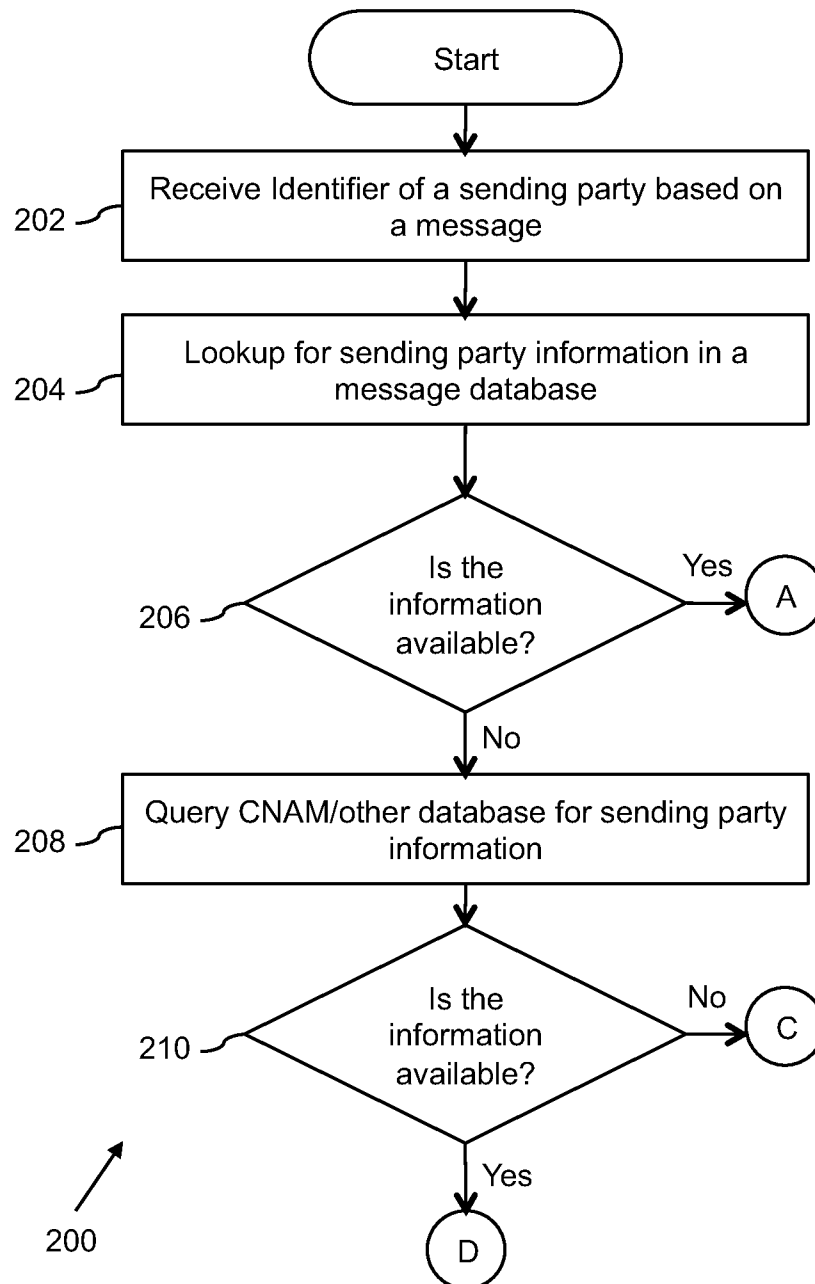 Start
Receive Identifier of a sending party based on
a message
202
Lookup for sending party information in a
message database
204
Is the
information
available?
206
Yes
A
No
Query CNAM/other database for sending party
information
208
Is the
information
available?
210
No
C
Yes
D
200